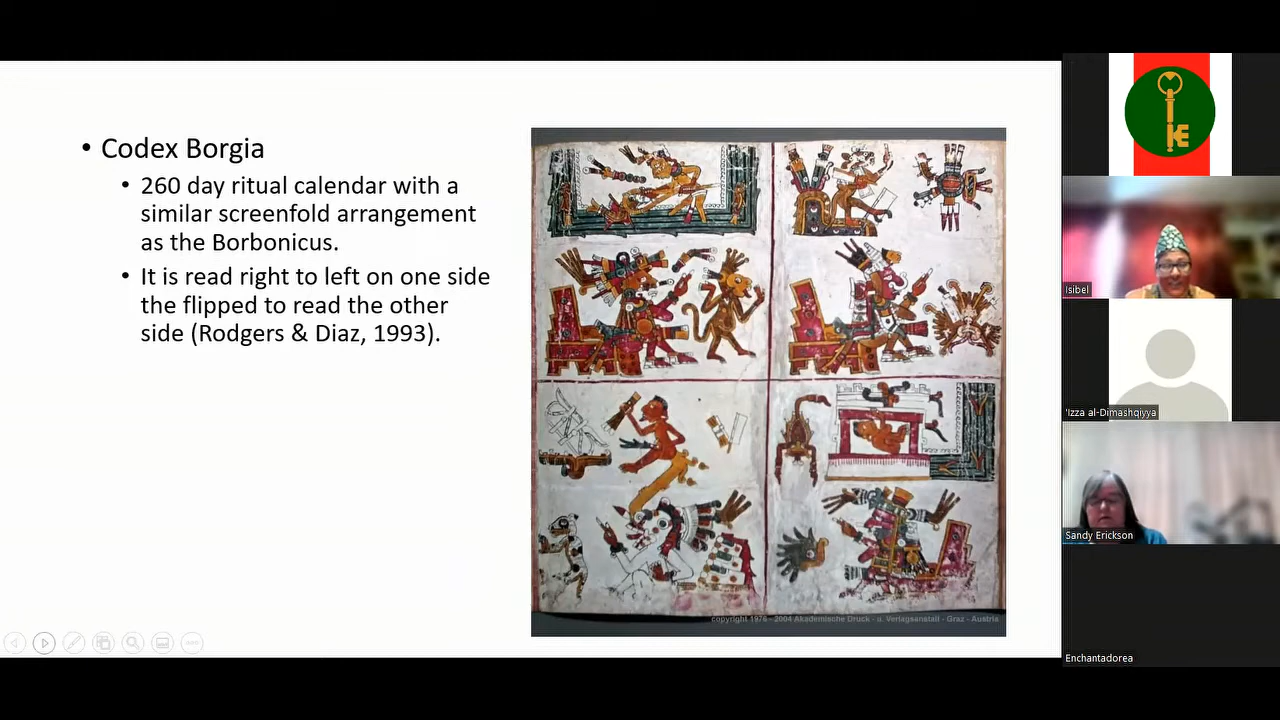 • Codex Borgia
• 260 day ritual calendar with a
similar screenfold arrangement
as the Borbonicus.
• It is read right to left on one side
the flipped to read the other
side (Rodgers & Diaz, 1993).
copyright 1976 - 2004 Akademische Druck - u. Verlagsanstalt - Graz - Austria
Isibel
'Izza al-Dimashqiyya
Sandy Erickson
Enchantadorea